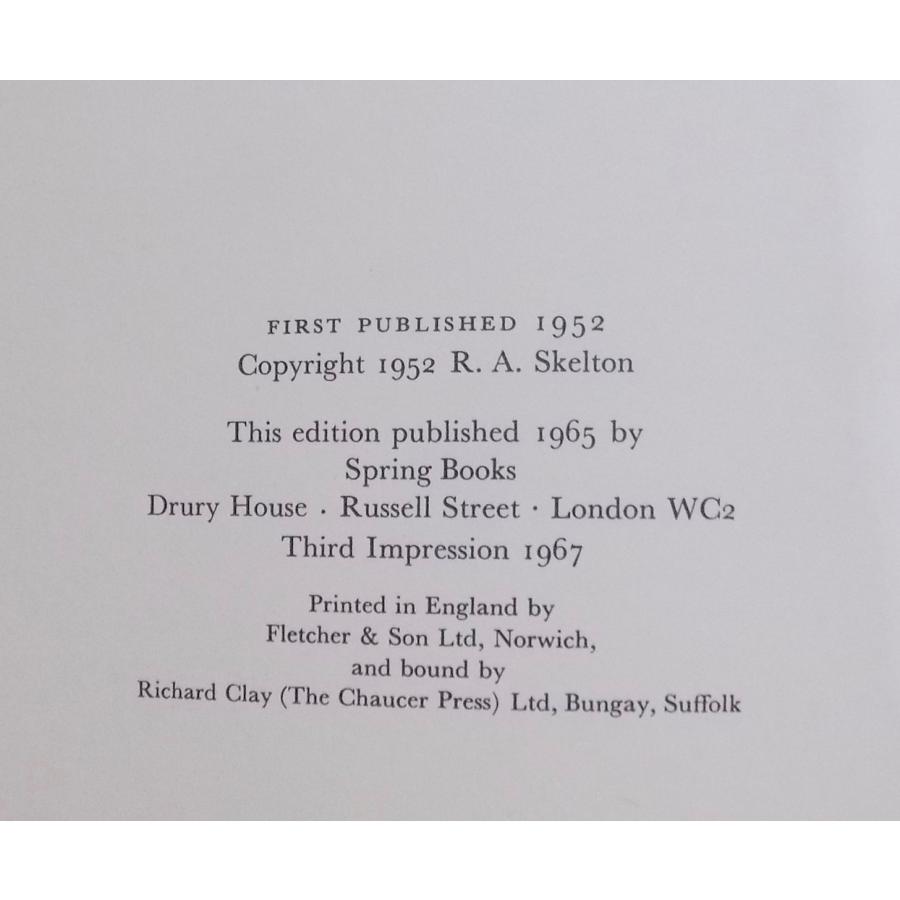 FIRST PUBLISHED 1952
Copyright 1952 R. A. Skelton
This edition published 1965 by
Spring Books
Drury House . Russell Street · London WC2
Third Impression 1967
Printed in England by
Fletcher & Son Ltd, Norwich,
and bound by
Richard Clay (The Chaucer Press) Ltd, Bungay, Suffolk